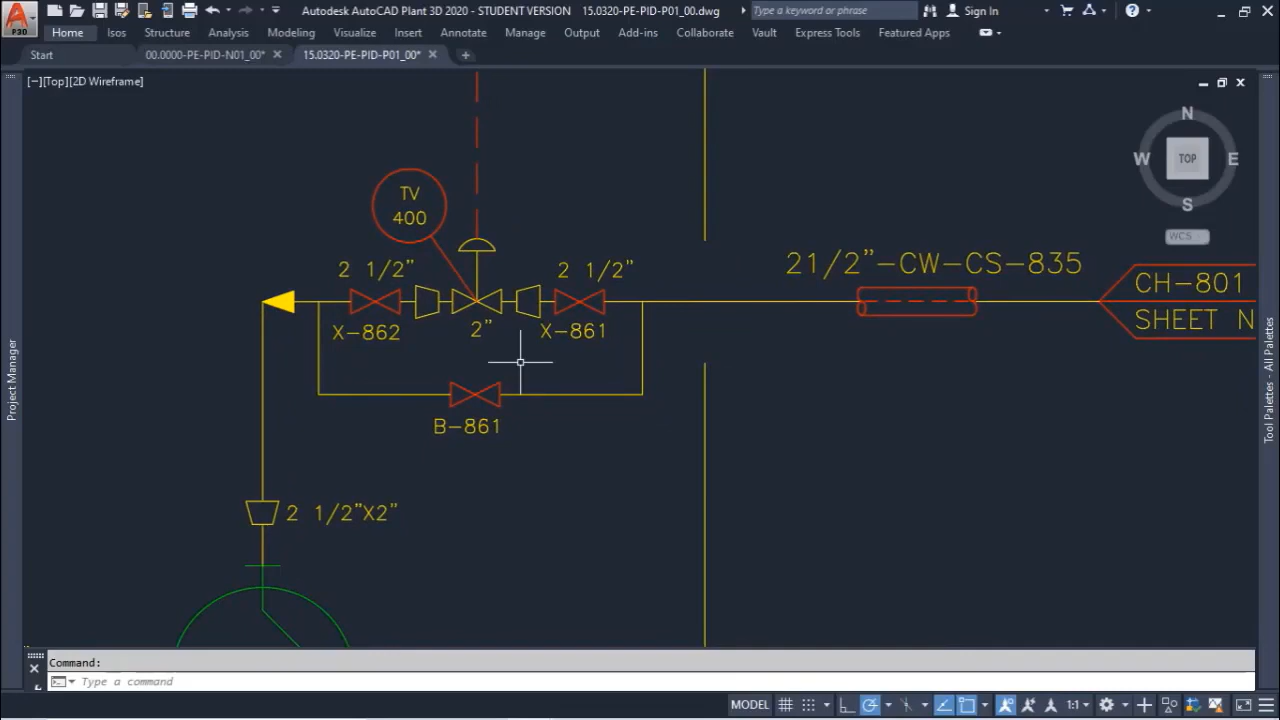 P3D
Autodesk AutoCAD Plant 3D 2020 - STUDENT VERSION 15.0320-PE-PID-P01_00.dwg Type a keyword or phrase Sign In
Home Isos Structure Analysis Modeling Visualize Insert Annotate Manage Output Add-ins Collaborate Vault Express Tools Featured Apps
Start 00.0000-PE-PID-N01_00* 15.0320-PE-PID-P01_00*
[−][Top][2D Wireframe]
N
W TOP E
S
WCS
TV
400
2 1/2"
2 1/2"
21/2"-CW-CS-835
CH-801
SHEET N
X-862
2"
X-861
B-861
2 1/2"X2"
Project Manager
Tool Palettes - All Palettes
Command:
Type a command
MODEL 1:1